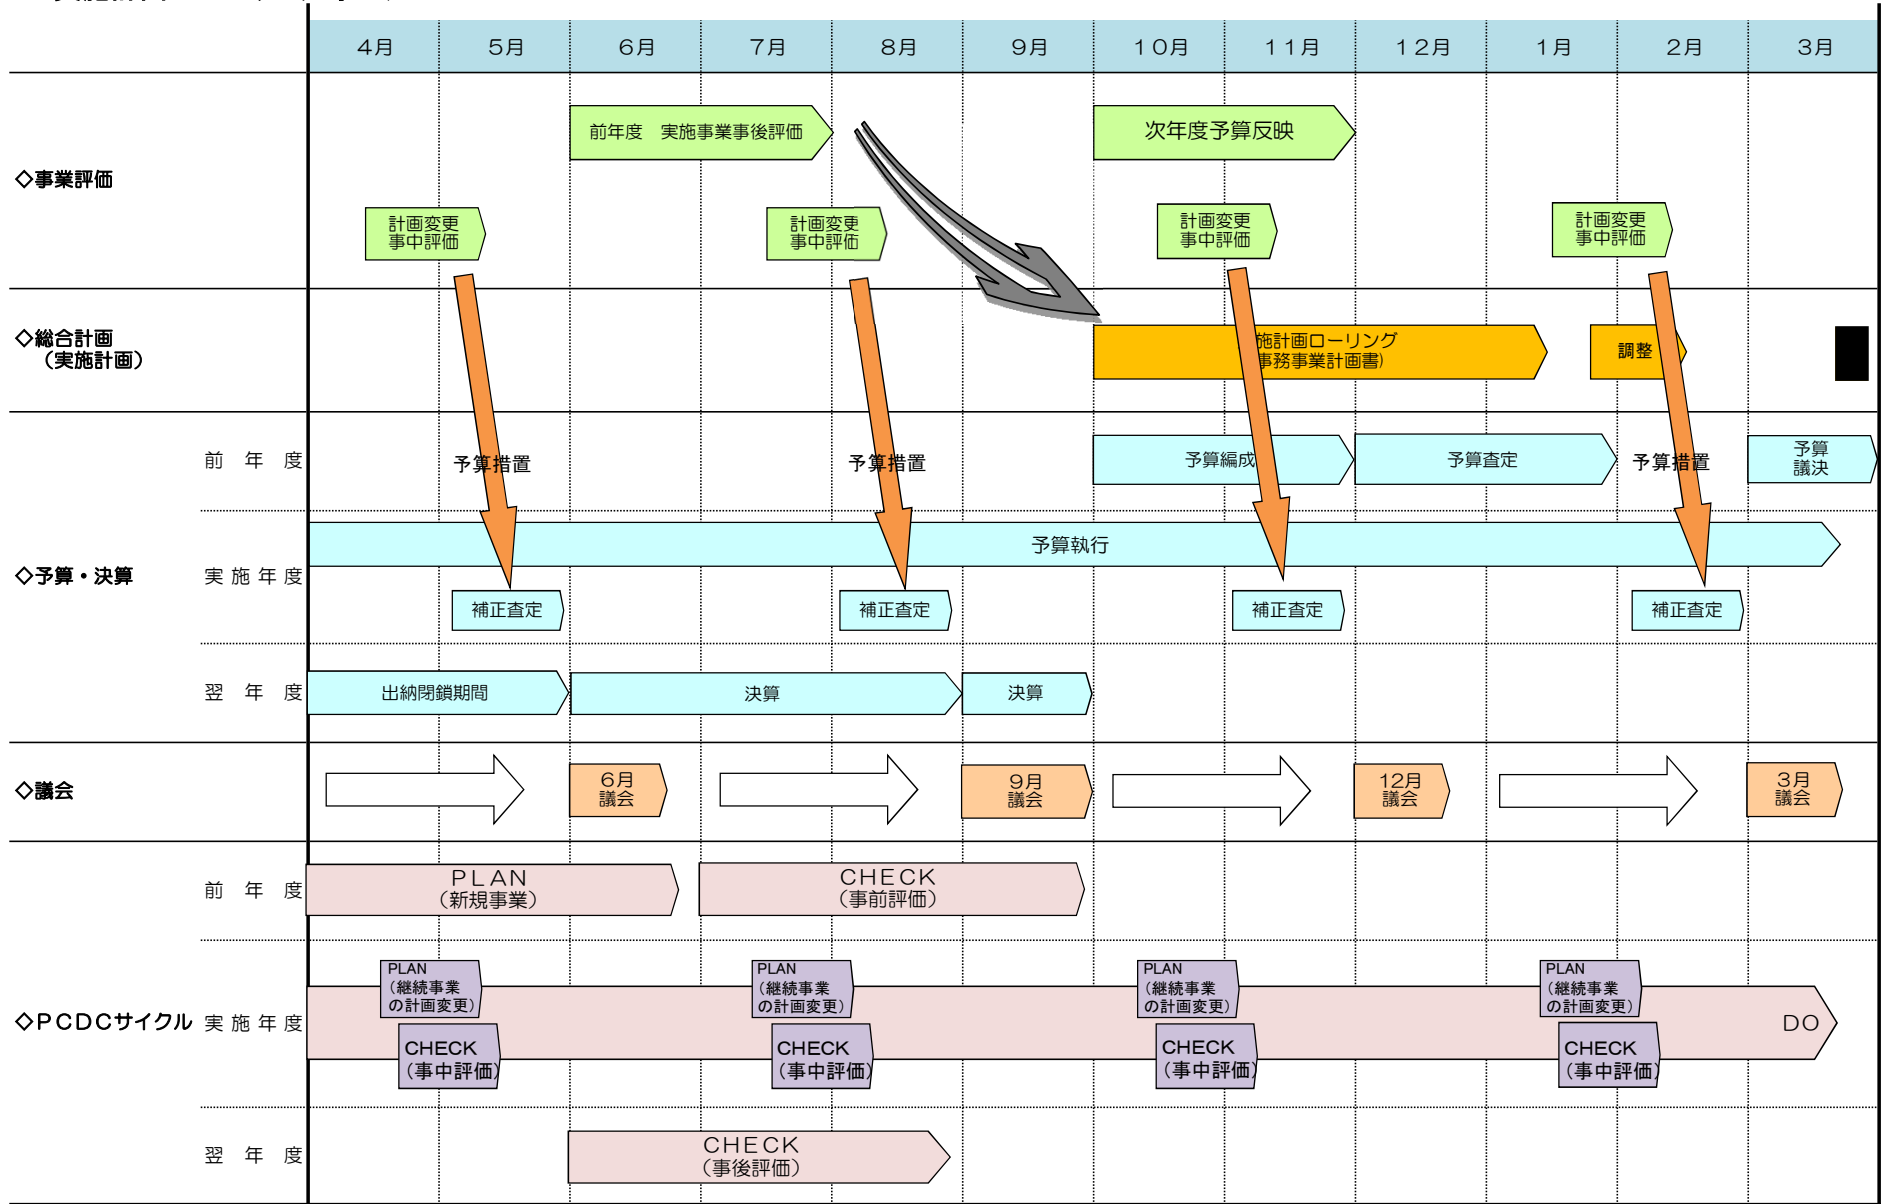 ４月 ５月 ６月 ７月 ８月 ９月 １０月 １１月 １２月 １月 ２月 ３月
◇事業評価
前年度　実施事業事後評価
次年度予算反映
計画変更
事中評価
計画変更
事中評価
計画変更
事中評価
計画変更
事中評価
◇総合計画
（実施計画）
施計画ローリング
事務事業計画書)
調整
前年度
予算措置
予算措置
予算編成
予算査定
予算措置
予算
議決
◇予算・決算
実施年度
予算執行
補正査定
補正査定
補正査定
補正査定
翌年度
出納閉鎖期間
決算
決算
◇議会
6月
議会
9月
議会
12月
議会
3月
議会
◇ＰＣＤＣサイクル
前年度
ＰＬＡＮ
（新規事業）
ＣＨＥＣＫ
（事前評価）
実施年度
PLAN
（継続事業
の計画変更）
CHECK
（事中評価）
PLAN
（継続事業
の計画変更）
CHECK
（事中評価）
PLAN
（継続事業
の計画変更）
CHECK
（事中評価）
PLAN
（継続事業
の計画変更）
CHECK
（事中評価）
ＤＯ
翌年度
ＣＨＥＣＫ
（事後評価）